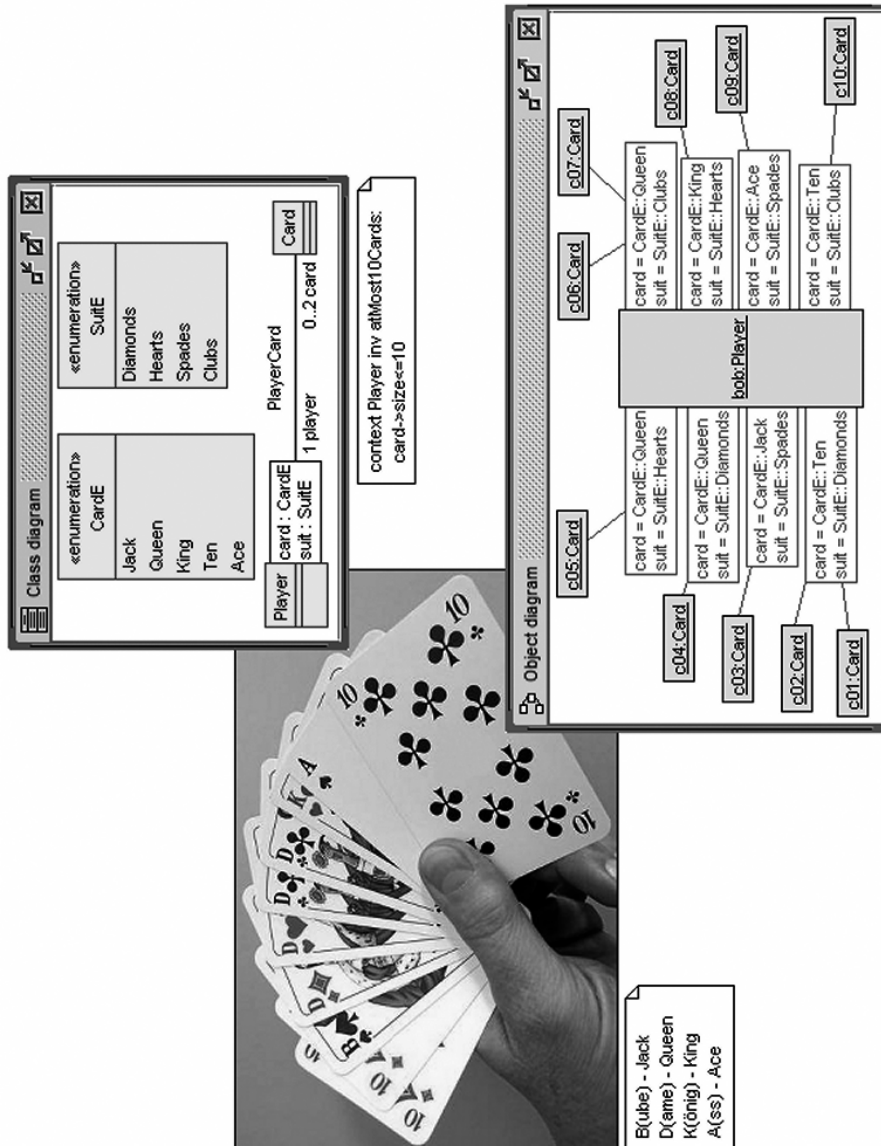 Class diagram
«enumeration»
CardE
Jack
Queen
King
Ten
Ace
«enumeration»
SuitE
Diamonds
Hearts
Spades
Clubs
Player
card : CardE
suit : SuitE
PlayerCard
1 player
0..2 card
Card
context Player inv atMost10Cards:
card->size<=10
10
10
10
B
D
D
D
D
K
A
10
10
10
B(ube) - Jack
D(ame) - Queen
K(önig) - King
A(ss) - Ace
Object diagram
c05:Card
c06:Card
c07:Card
c04:Card
card = CardE::Queen
suit = SuitE::Hearts
card = CardE::Queen
suit = SuitE::Clubs
c08:Card
c03:Card
card = CardE::Queen
suit = SuitE::Diamonds
bob:Player
card = CardE::King
suit = SuitE::Hearts
c09:Card
c02:Card
card = CardE::Jack
suit = SuitE::Spades
card = CardE::Ace
suit = SuitE::Spades
c01:Card
card = CardE::Ten
suit = SuitE::Diamonds
card = CardE::Ten
suit = SuitE::Clubs
c10:Card